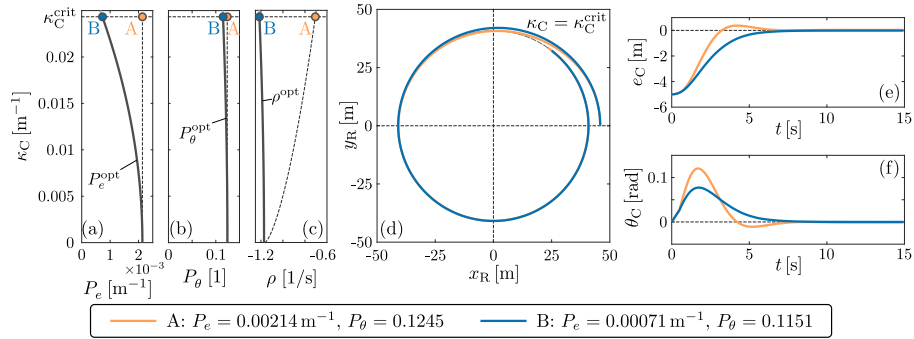 κ_C^crit
B A
B A
B A
κ_C = κ_C^crit
κ_C [m⁻¹]
0.02
0.015
0.01
0.005
0
P_e^opt
P_θ^opt
ρ^opt
(a)
(b)
(c)
(d)
0 1 2
×10⁻³
P_e [m⁻¹]
0 0.1
P_θ [1]
-1.2 -0.6
ρ [1/s]
y_R [m]
50
25
0
-25
-50
-50 -25 0 25 50
x_R [m]
e_C [m]
0
-2
-4
-6
(e)
0 5 10 15
t [s]
θ_C [rad]
0.1
0
(f)
0 5 10 15
t [s]
A: P_e = 0.00214 m⁻¹, P_θ = 0.1245
B: P_e = 0.00071 m⁻¹, P_θ = 0.1151